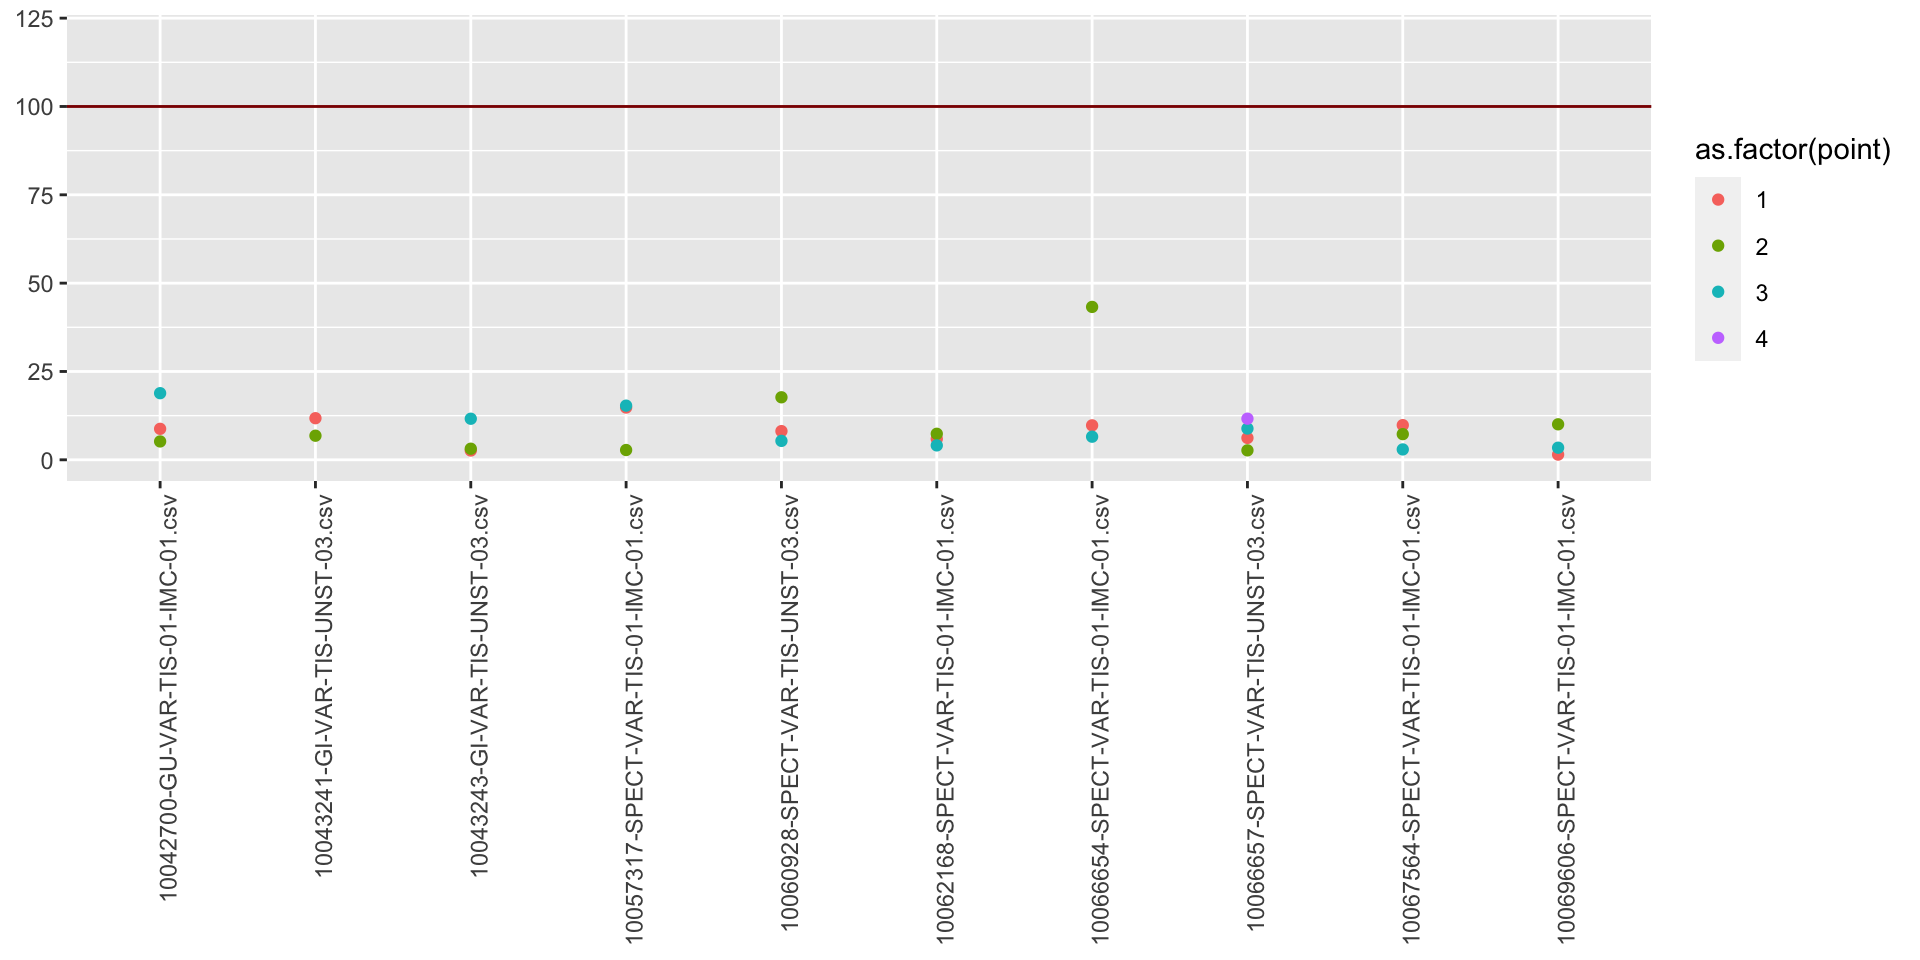 125
100
75
50
25
0
10042700-GU-VAR-TIS-01-IMC-01.csv
10043241-GI-VAR-TIS-UNST-03.csv
10043243-GI-VAR-TIS-UNST-03.csv
10057317-SPECT-VAR-TIS-01-IMC-01.csv
10060928-SPECT-VAR-TIS-UNST-03.csv
10062168-SPECT-VAR-TIS-01-IMC-01.csv
10066654-SPECT-VAR-TIS-01-IMC-01.csv
10066657-SPECT-VAR-TIS-UNST-03.csv
10067564-SPECT-VAR-TIS-01-IMC-01.csv
10069606-SPECT-VAR-TIS-01-IMC-01.csv
as.factor(point)
1
2
3
4